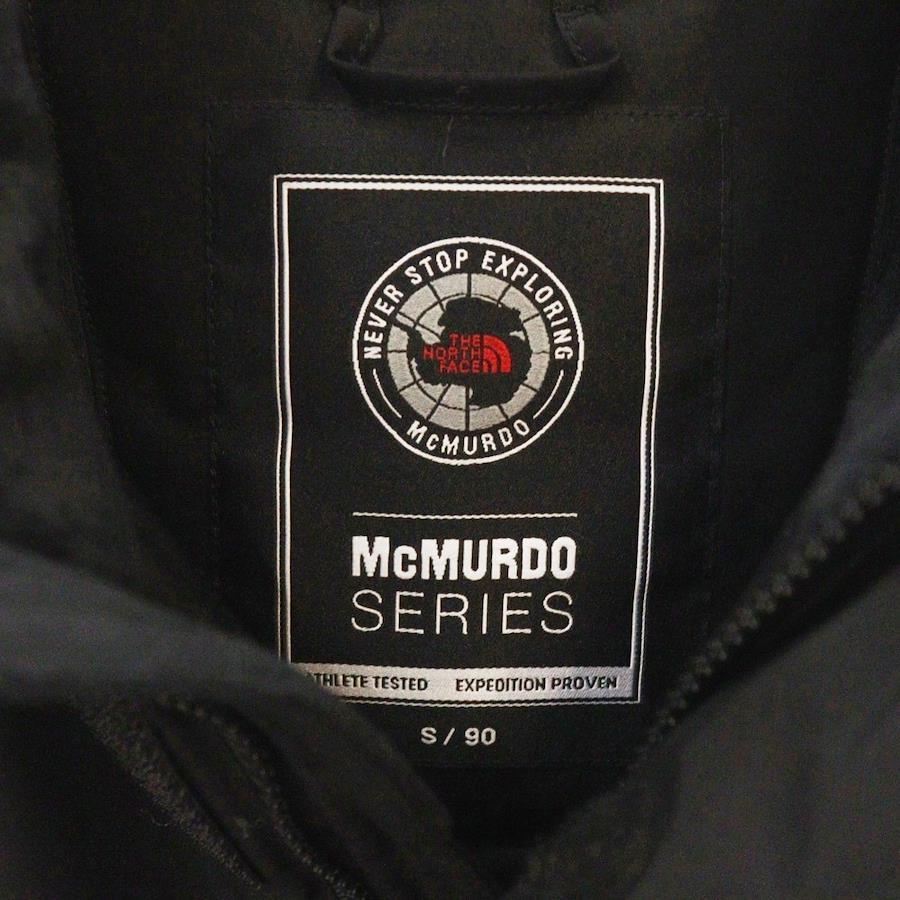 NEVER STOP EXPLORING
THE
NORTH
FACE
McMURDO
McMURDO
SERIES
ATHLETE TESTED EXPEDITION PROVEN
S / 90